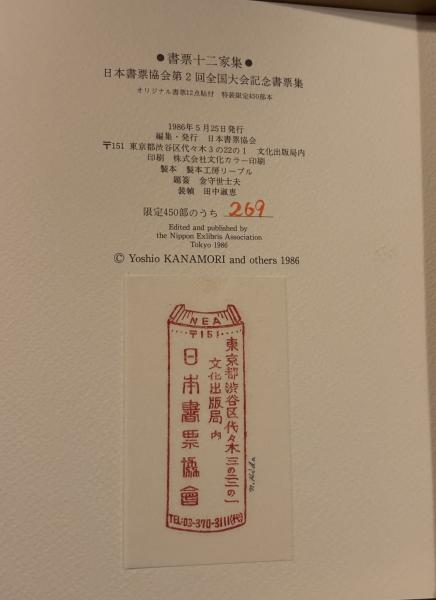 ●書票十二家集●
日本書票協会第2回全国大会記念書票集
オリジナル書票12点貼付　特装限定450部本
1986年5月25日発行
編集・発行　日本書票協会
〒151　東京都渋谷区代々木3の22の1　文化出版局内
印刷　株式会社文化カラー印刷
製本　製本工房リーブル
題簽　金守世士夫
装幀　田中淑恵
限定450部のうち 269
Edited and published by
the Nippon Exlibris Association
Tokyo 1986
© Yoshio KANAMORI and others 1986
NEA
〒151
東京都渋谷区代々木三の二二の一
文化出版局内
日本書票協會
TEL:03-370-3111(代)